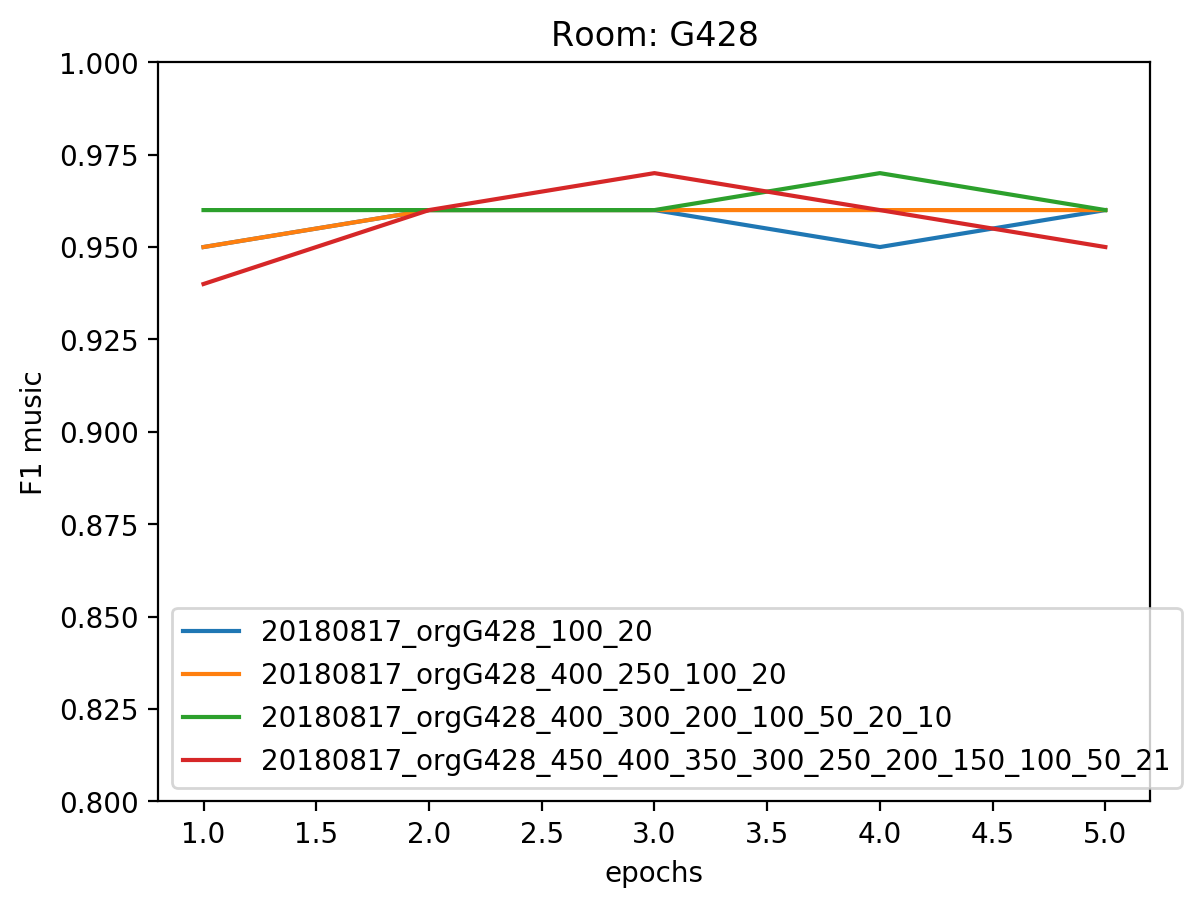 Room: G428
1.000
0.975
0.950
0.925
0.900
0.875
0.850
0.825
0.800
F1 music
20180817_orgG428_100_20
20180817_orgG428_400_250_100_20
20180817_orgG428_400_300_200_100_50_20_10
20180817_orgG428_450_400_350_300_250_200_150_100_50_21
1.0 1.5 2.0 2.5 3.0 3.5 4.0 4.5 5.0
epochs